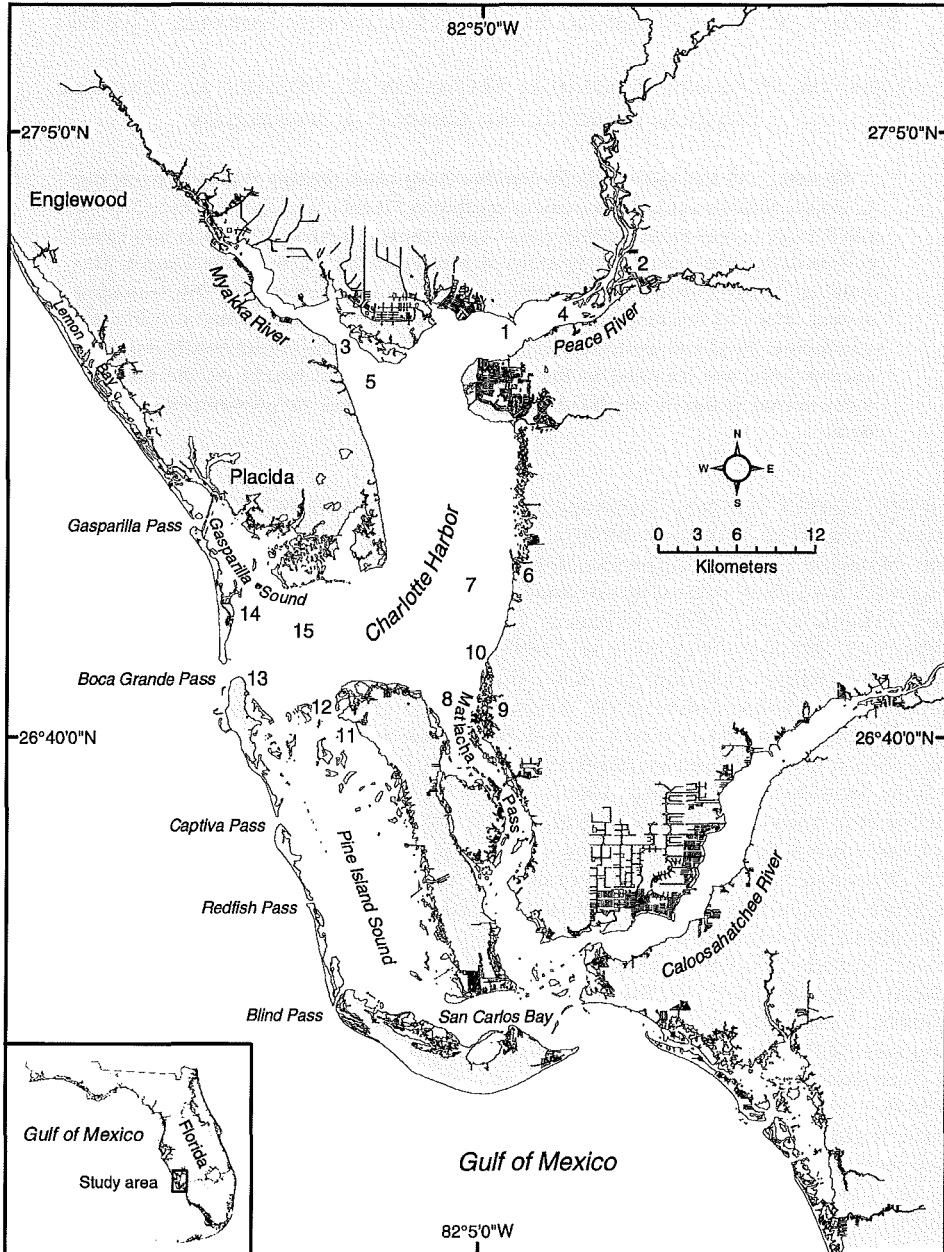 82°5'0"W
27°5'0"N
27°5'0"N
Englewood
Lemon
Bay
Myakka River
2
4
1
Peace River
3
5
Placida
Gasparilla Pass
Gasparilla Sound
Charlotte Harbor
N
W
E
S
0 3 6 12
Kilometers
6
7
14
15
10
Boca Grande Pass
13
8
12
9
11
Matlacha
Pass
26°40'0"N
26°40'0"N
Captiva Pass
Pine Island Sound
Redfish Pass
Caloosahatchee River
Blind Pass
San Carlos Bay
Gulf of Mexico
Florida
Study area
Gulf of Mexico
82°5'0"W